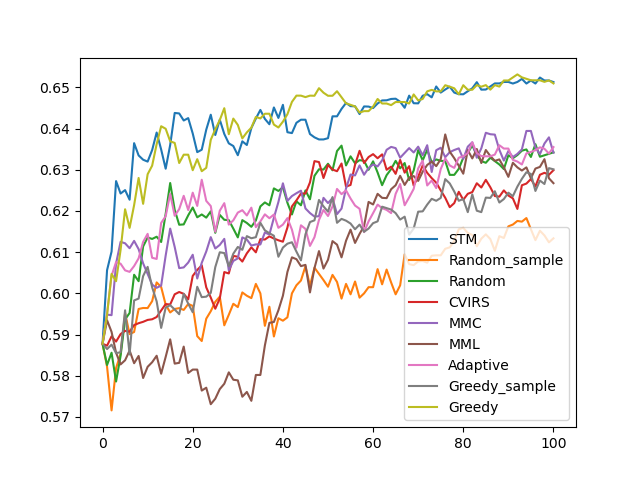 0.65
0.64
0.63
0.62
0.61
0.60
0.59
0.58
0.57
0 20 40 60 80 100
STM
Random_sample
Random
CVIRS
MMC
MML
Adaptive
Greedy_sample
Greedy